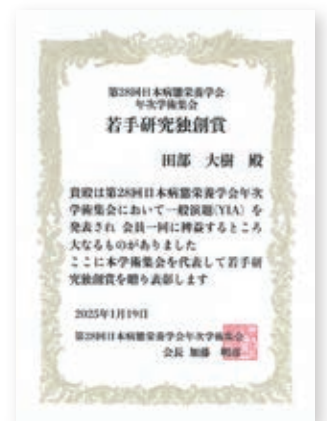 第28回日本病態栄養学会
年次学術集会
若手研究独創賞
田部 大樹 殿
貴殿は第28回日本病態栄養学会年次
学術集会において一般演題(YIA)を
発表され 会員一同に裨益するところ
大なるものがありました
ここに本学術集会を代表して若手研
究独創賞を贈り表彰します
2025年1月19日
第28回日本病態栄養学会年次学術集会
会長 加藤 明彦